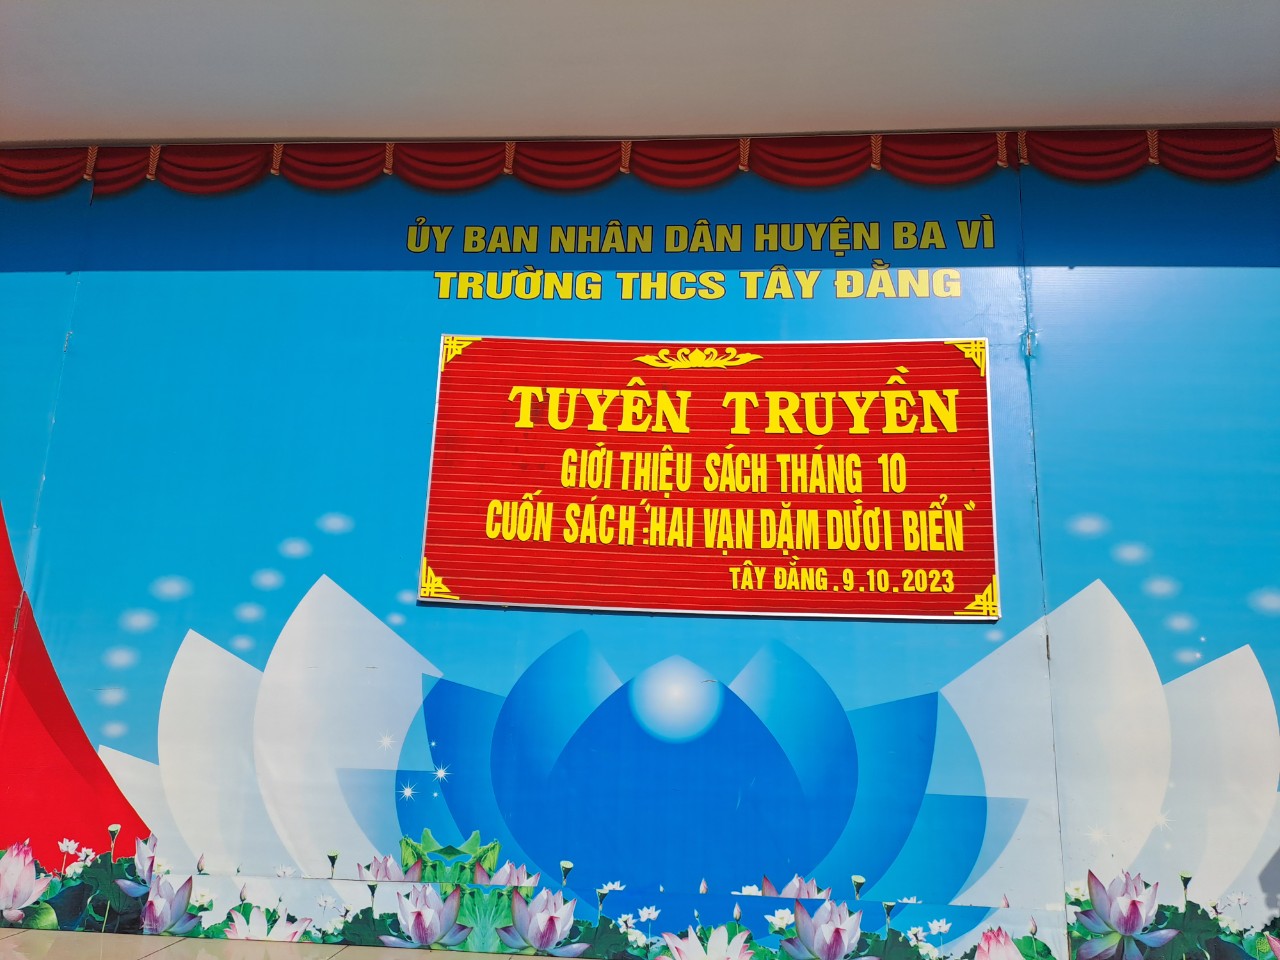 ỦY BAN NHÂN DÂN HUYỆN BA VÌ
TRƯỜNG THCS TÂY ĐẰNG
TUYÊN TRUYỀN
GIỚI THIỆU SÁCH THÁNG 10
CUỐN SÁCH :"HAI VẠN DẶM DƯƠI BIỂN"
TÂY ĐẰNG . 9 . 10 . 2023